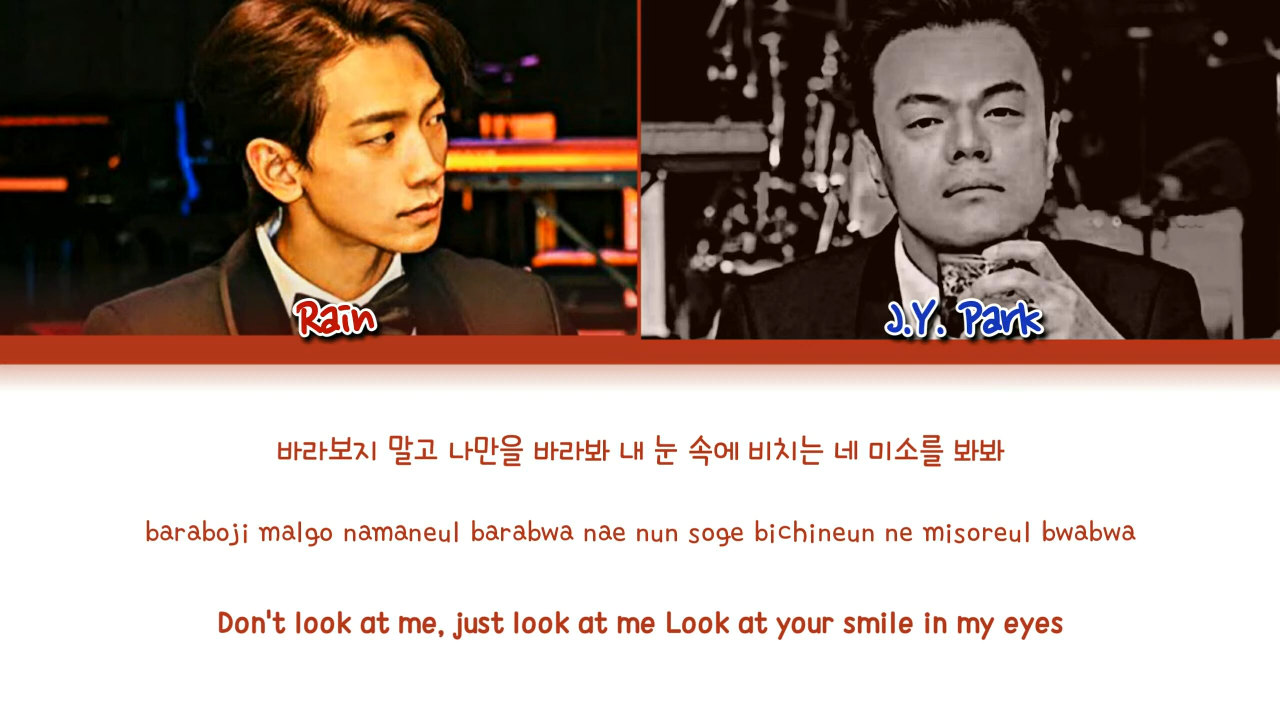 Rain
J.Y. Park
바라보지 말고 나만을 바라봐 내 눈 속에 비치는 네 미소를 봐봐
baraboji malgo namaneul barabwa nae nun soge bichineun ne misoreul bwabwa
Don't look at me, just look at me Look at your smile in my eyes